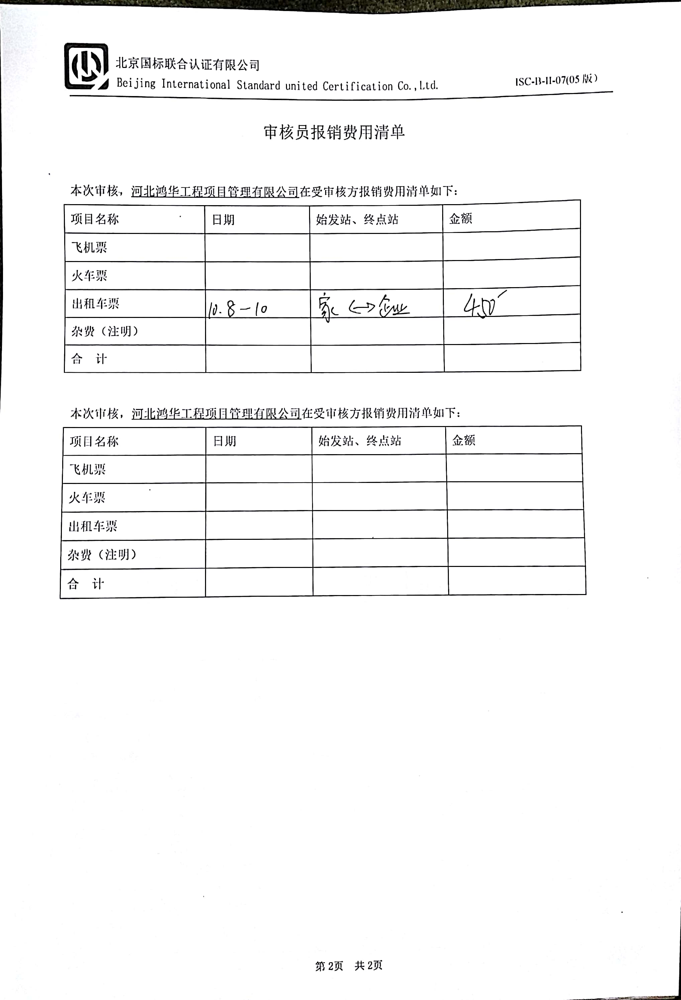 北京国标联合认证有限公司
Beijing International Standard united Certification Co.,Ltd.
ISC-B-II-07(05版)
审核员报销费用清单
本次审核，河北鸿华工程项目管理有限公司在受审核方报销费用清单如下：
项目名称 日期 始发站、终点站 金额
飞机票
火车票
出租车票 10.8-10 家↔企业 450
杂费（注明）
合 计
本次审核，河北鸿华工程项目管理有限公司在受审核方报销费用清单如下：
项目名称 日期 始发站、终点站 金额
飞机票
火车票
出租车票
杂费（注明）
合 计
第2页 共2页